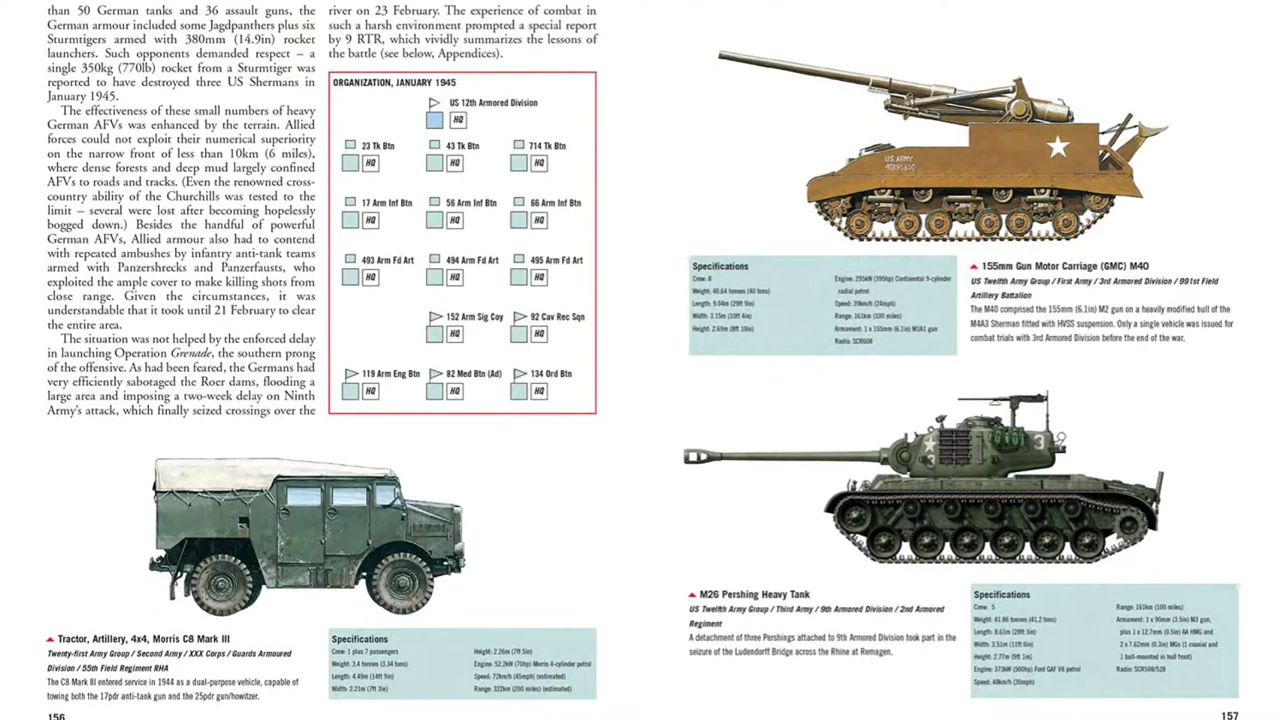 than 50 German tanks and 36 assault guns, the
German armour included some Jagdpanthers plus six
Sturmtigers armed with 380mm (14.9in) rocket
launchers. Such opponents demanded respect – a
single 350kg (770lb) rocket from a Sturmtiger was
reported to have destroyed three US Shermans in
January 1945.
The effectiveness of these small numbers of heavy
German AFVs was enhanced by the terrain. Allied
forces could not exploit their numerical superiority
on the narrow front of less than 10km (6 miles),
where dense forests and deep mud largely confined
AFVs to roads and tracks. (Even the renowned cross-
country ability of the Churchills was tested to the
limit – several were lost after becoming hopelessly
bogged down.) Besides the handful of powerful
German AFVs, Allied armour also had to contend
with repeated ambushes by infantry anti-tank teams
armed with Panzershrecks and Panzerfausts, who
exploited the ample cover to make killing shots from
close range. Given the circumstances, it was
understandable that it took until 21 February to clear
the entire area.
The situation was not helped by the enforced delay
in launching Operation Grenade, the southern prong
of the offensive. As had been feared, the Germans had
very efficiently sabotaged the Roer dams, flooding a
large area and imposing a two-week delay on Ninth
Army's attack, which finally seized crossings over the
river on 23 February. The experience of combat in
such a harsh environment prompted a special report
by 9 RTR, which vividly summarizes the lessons of
the battle (see below, Appendices).
ORGANIZATION, JANUARY 1945
US 12th Armored Division
HQ
23 Tk Btn
HQ
43 Tk Btn
HQ
714 Tk Btn
HQ
17 Arm Inf Btn
HQ
56 Arm Inf Btn
HQ
66 Arm Inf Btn
HQ
493 Arm Fd Art
HQ
494 Arm Fd Art
HQ
495 Arm Fd Art
HQ
152 Arm Sig Coy
HQ
92 Cav Rec Sqn
HQ
119 Arm Eng Btn
HQ
82 Med Btn (Ad)
HQ
134 Ord Btn
HQ
Tractor, Artillery, 4x4, Morris C8 Mark III
Twenty-first Army Group / Second Army / XXX Corps / Guards Armoured
Division / 55th Field Regiment RHA
The C8 Mark III entered service in 1944 as a dual-purpose vehicle, capable of
towing both the 17pdr anti-tank gun and the 25pdr gun/howitzer.
Specifications
Crew: 1 plus 7 passengers
Weight: 3.4 tonnes (3.34 tons)
Length: 4.49m (14ft 9in)
Width: 2.21m (7ft 3in)
Height: 2.26m (7ft 5in)
Engine: 52.2kW (70hp) Morris 4-cylinder petrol
Speed: 72km/h (45mph) (estimated)
Range: 322km (200 miles) (estimated)
156
U S ARMY
Specifications
Crew: 8
Weight: 40.64 tonnes (40 tons)
Length: 9.04m (29ft 9in)
Width: 3.15m (10ft 4in)
Height: 2.69m (8ft 10in)
Engine: 295kW (395hp) Continental 9-cylinder
radial petrol
Speed: 39km/h (24mph)
Range: 161km (100 miles)
Armament: 1 x 155mm (6.1in) M1A1 gun
Radio: SCR608
155mm Gun Motor Carriage (GMC) M40
US Twelfth Army Group / First Army / 3rd Armored Division / 991st Field
Artillery Battalion
The M40 comprised the 155mm (6.1in) M2 gun on a heavily modified hull of the
M4A3 Sherman fitted with HVSS suspension. Only a single vehicle was issued for
combat trials with 3rd Armored Division before the end of the war.
3
3
M26 Pershing Heavy Tank
US Twelfth Army Group / Third Army / 9th Armored Division / 2nd Armored
Regiment
A detachment of three Pershings attached to 9th Armored Division took part in the
seizure of the Ludendorff Bridge across the Rhine at Remagen.
Specifications
Crew: 5
Weight: 41.86 tonnes (41.2 tons)
Length: 8.61m (28ft 3in)
Width: 3.51m (11ft 6in)
Height: 2.77m (9ft 1in)
Engine: 373kW (500hp) Ford GAF V8 petrol
Speed: 48km/h (30mph)
Range: 161km (100 miles)
Armament: 1 x 90mm (3.5in) M3 gun,
plus 1 x 12.7mm (0.5in) AA HMG and
2 x 7.62mm (0.3in) MGs (1 coaxial and
1 ball-mounted in hull front)
Radio: SCR508/528
157